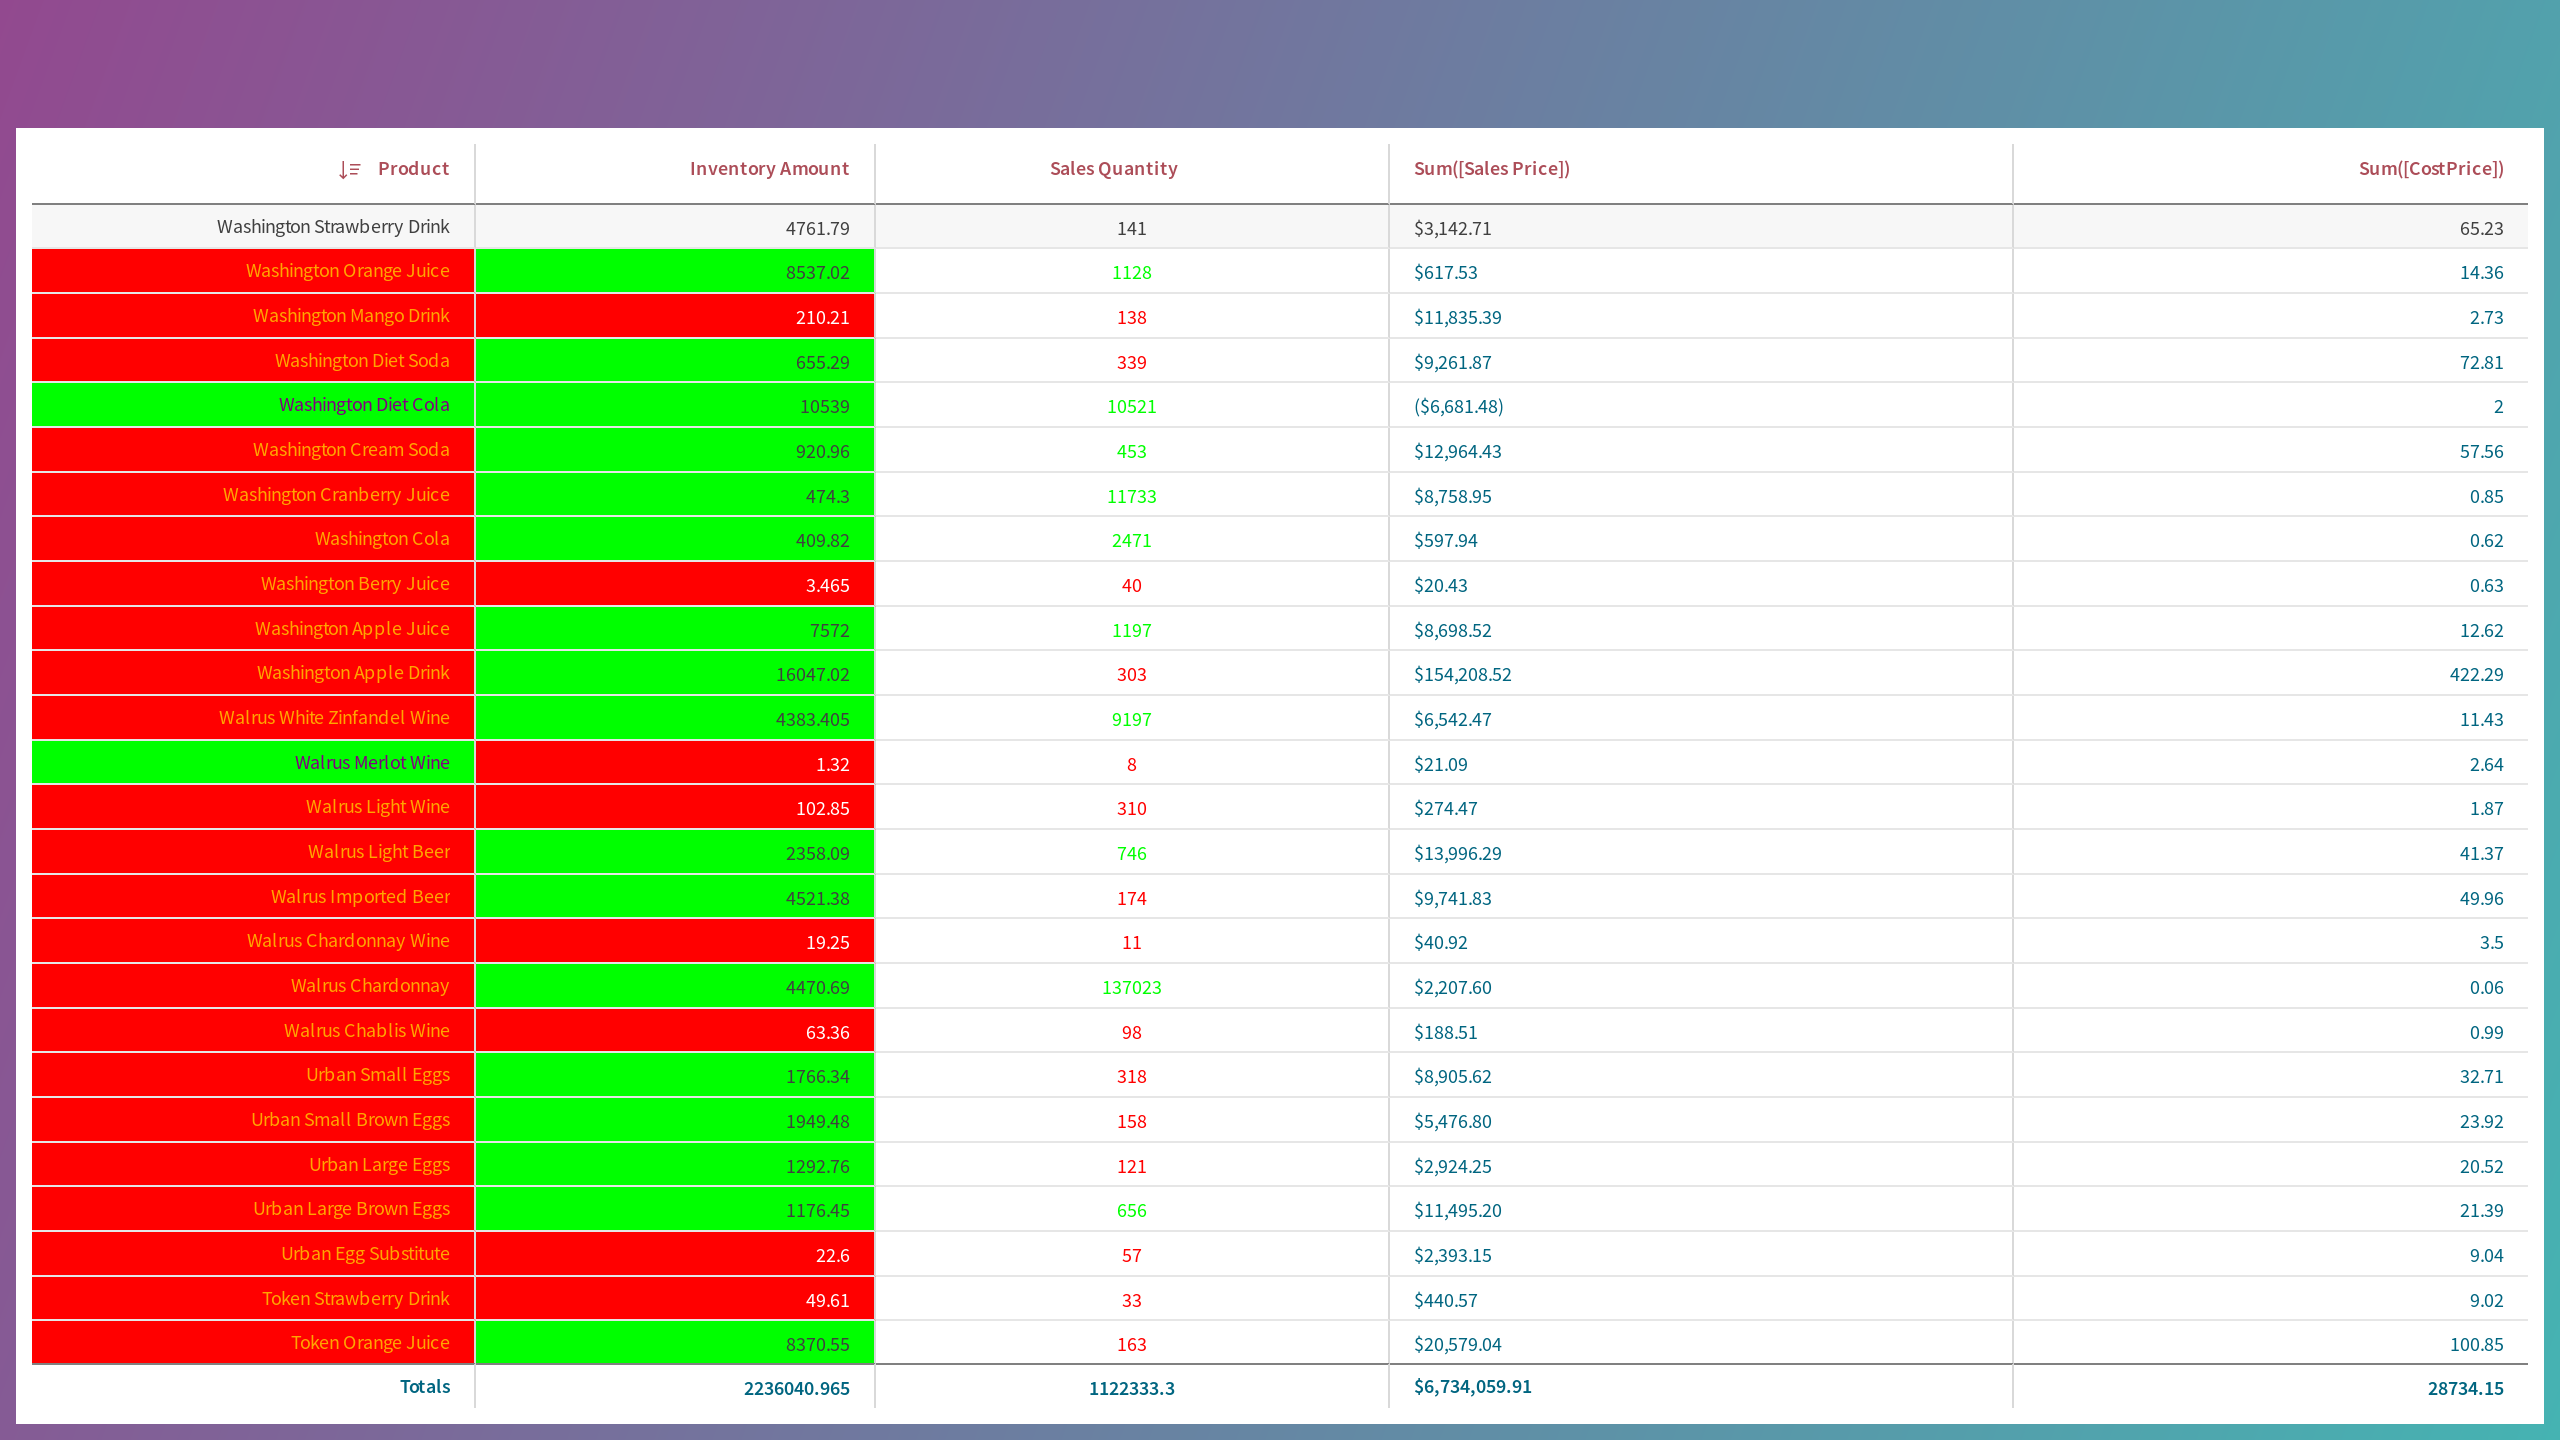 Product Inventory Amount Sales Quantity Sum([Sales Price]) Sum([CostPrice])
Washington Strawberry Drink 4761.79 141 $3,142.71 65.23
Washington Orange Juice 8537.02 1128 $617.53 14.36
Washington Mango Drink 210.21 138 $11,835.39 2.73
Washington Diet Soda 655.29 339 $9,261.87 72.81
Washington Diet Cola 10539 10521 ($6,681.48) 2
Washington Cream Soda 920.96 453 $12,964.43 57.56
Washington Cranberry Juice 474.3 11733 $8,758.95 0.85
Washington Cola 409.82 2471 $597.94 0.62
Washington Berry Juice 3.465 40 $20.43 0.63
Washington Apple Juice 7572 1197 $8,698.52 12.62
Washington Apple Drink 16047.02 303 $154,208.52 422.29
Walrus White Zinfandel Wine 4383.405 9197 $6,542.47 11.43
Walrus Merlot Wine 1.32 8 $21.09 2.64
Walrus Light Wine 102.85 310 $274.47 1.87
Walrus Light Beer 2358.09 746 $13,996.29 41.37
Walrus Imported Beer 4521.38 174 $9,741.83 49.96
Walrus Chardonnay Wine 19.25 11 $40.92 3.5
Walrus Chardonnay 4470.69 137023 $2,207.60 0.06
Walrus Chablis Wine 63.36 98 $188.51 0.99
Urban Small Eggs 1766.34 318 $8,905.62 32.71
Urban Small Brown Eggs 1949.48 158 $5,476.80 23.92
Urban Large Eggs 1292.76 121 $2,924.25 20.52
Urban Large Brown Eggs 1176.45 656 $11,495.20 21.39
Urban Egg Substitute 22.6 57 $2,393.15 9.04
Token Strawberry Drink 49.61 33 $440.57 9.02
Token Orange Juice 8370.55 163 $20,579.04 100.85
Totals 2236040.965 1122333.3 $6,734,059.91 28734.15